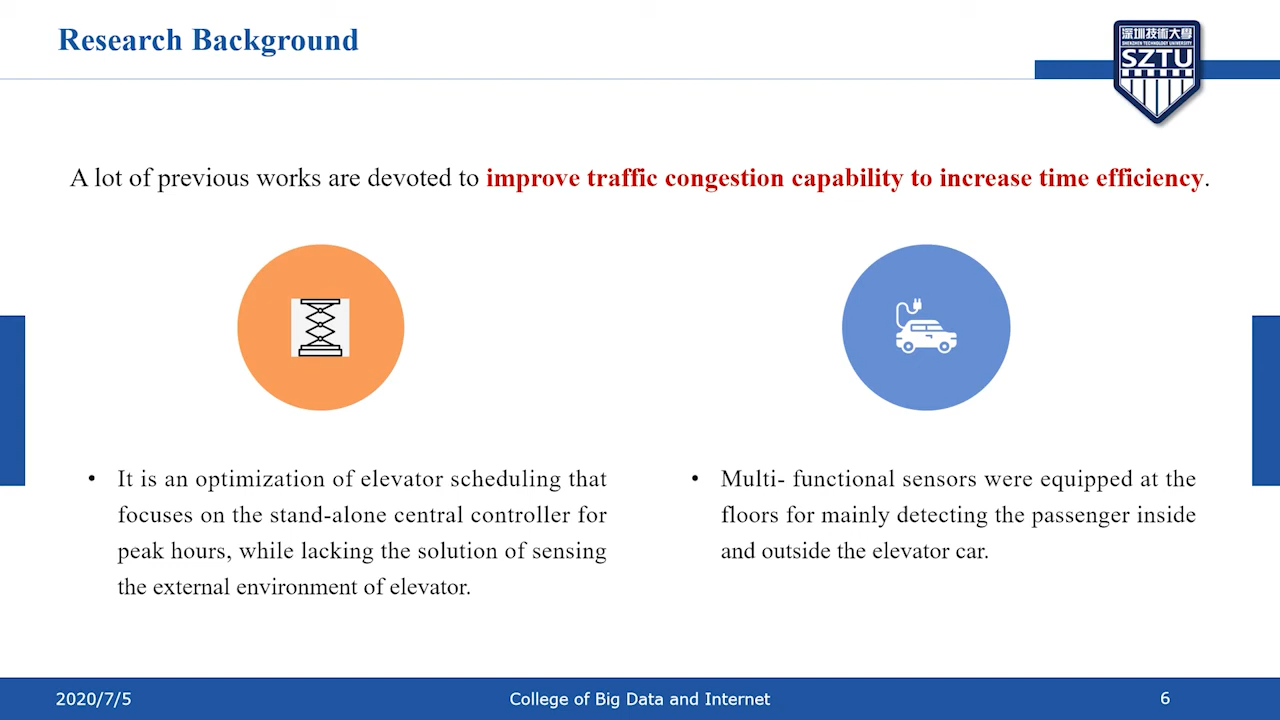 Research Background
深圳技術大學
SHENZHEN TECHNOLOGY UNIVERSITY
SZTU
A lot of previous works are devoted to improve traffic congestion capability to increase time efficiency.
• It is an optimization of elevator scheduling that
focuses on the stand-alone central controller for
peak hours, while lacking the solution of sensing
the external environment of elevator.
• Multi- functional sensors were equipped at the
floors for mainly detecting the passenger inside
and outside the elevator car.
2020/7/5
College of Big Data and Internet
6